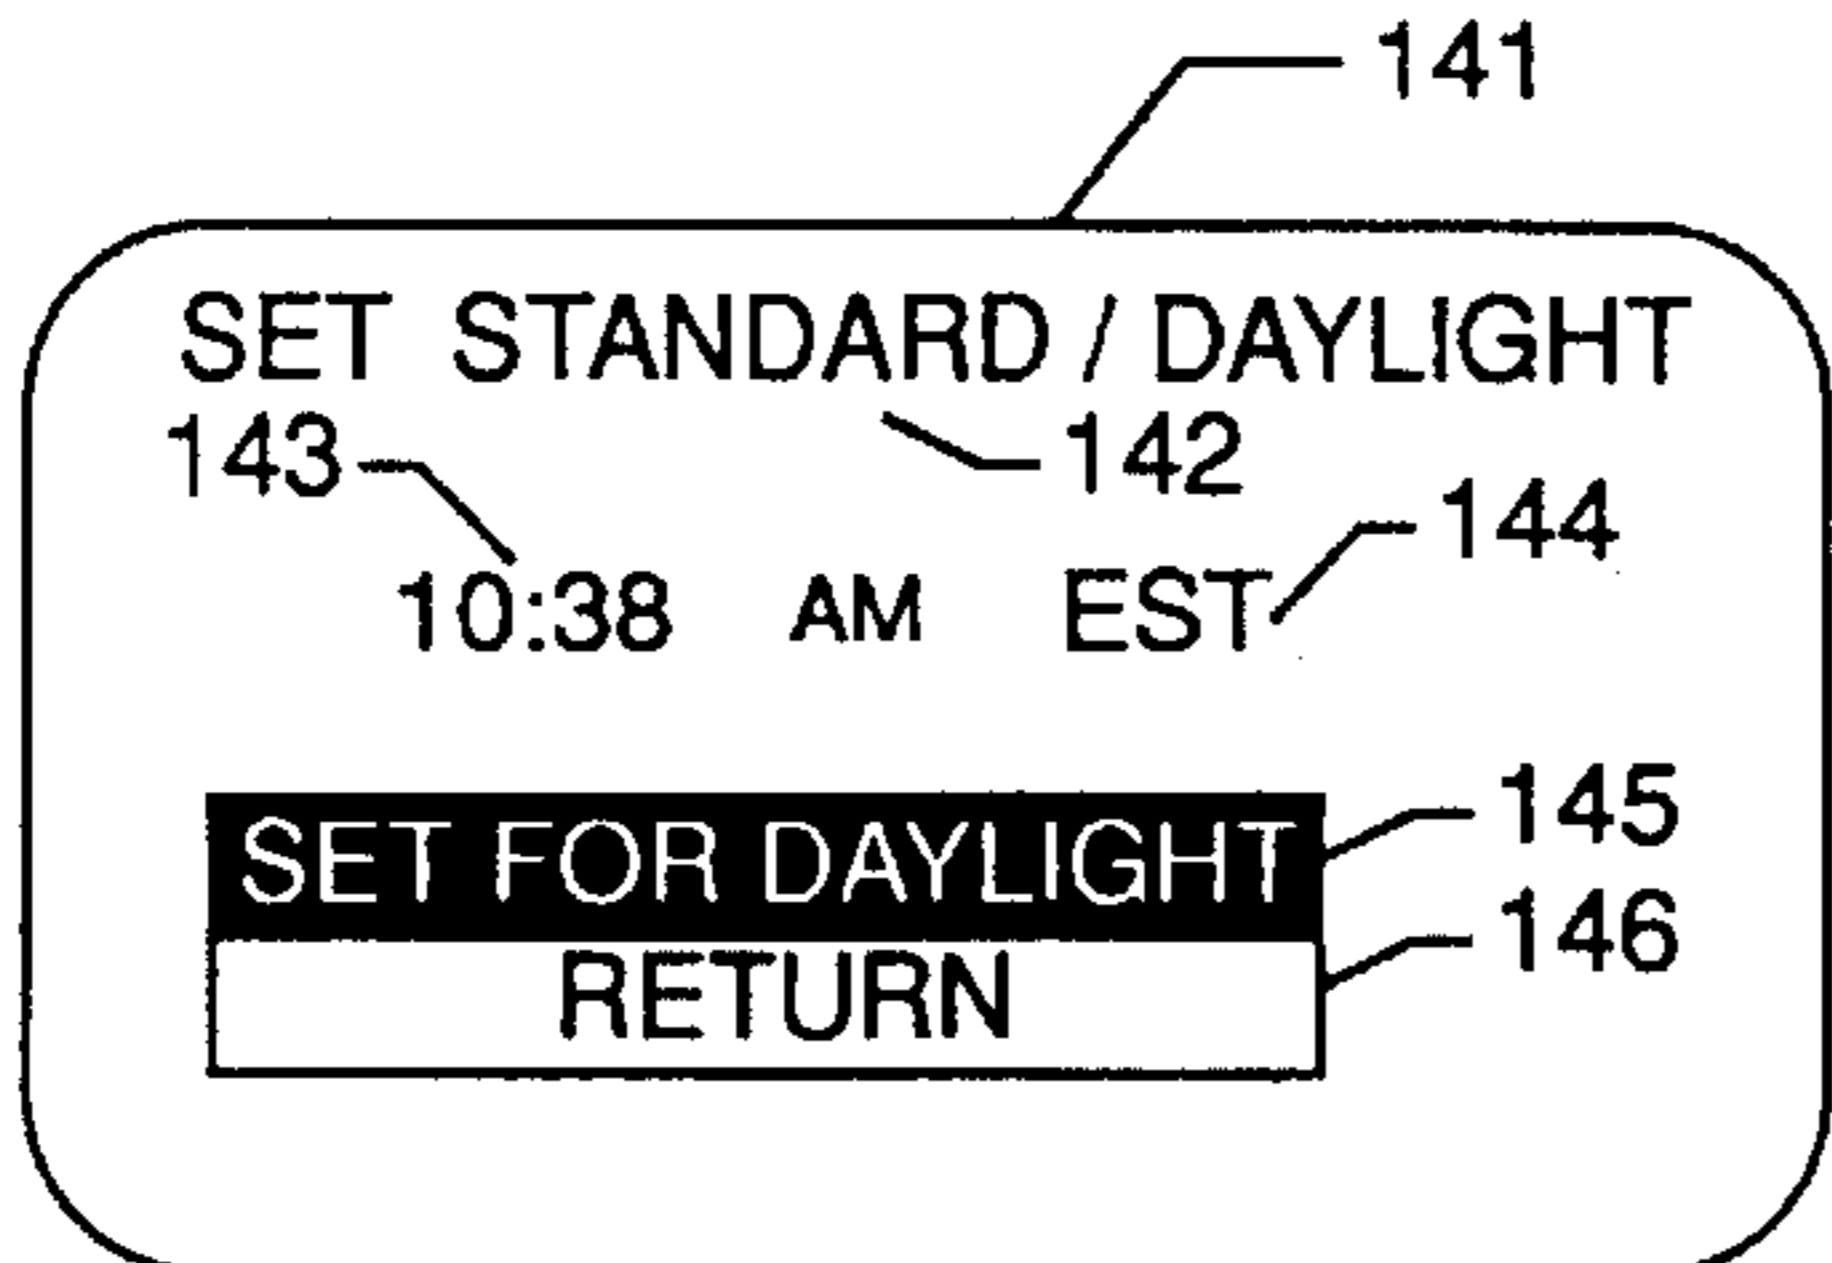 141
SET STANDARD / DAYLIGHT
143 142
144
10:38 AM EST
SET FOR DAYLIGHT 145
RETURN 146